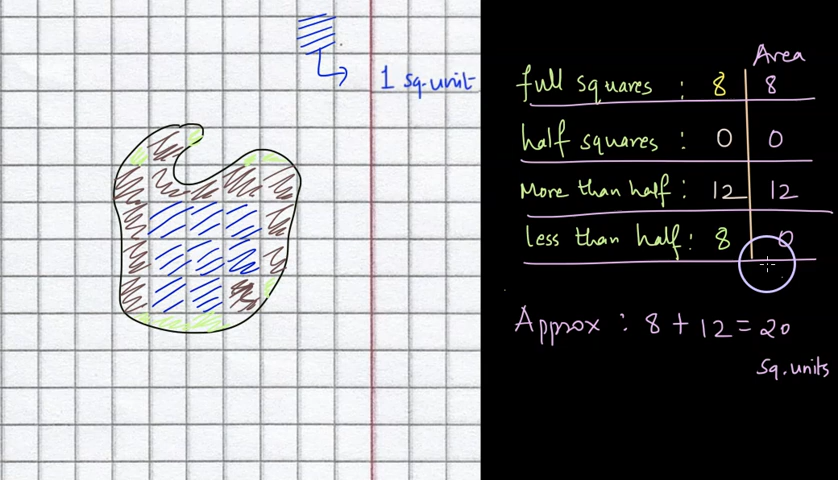 1 sq.unit
Area
full squares : 8 8
half squares : 0 0
More than half : 12 12
less than half : 8 0
Approx : 8 + 12 = 20
sq.units